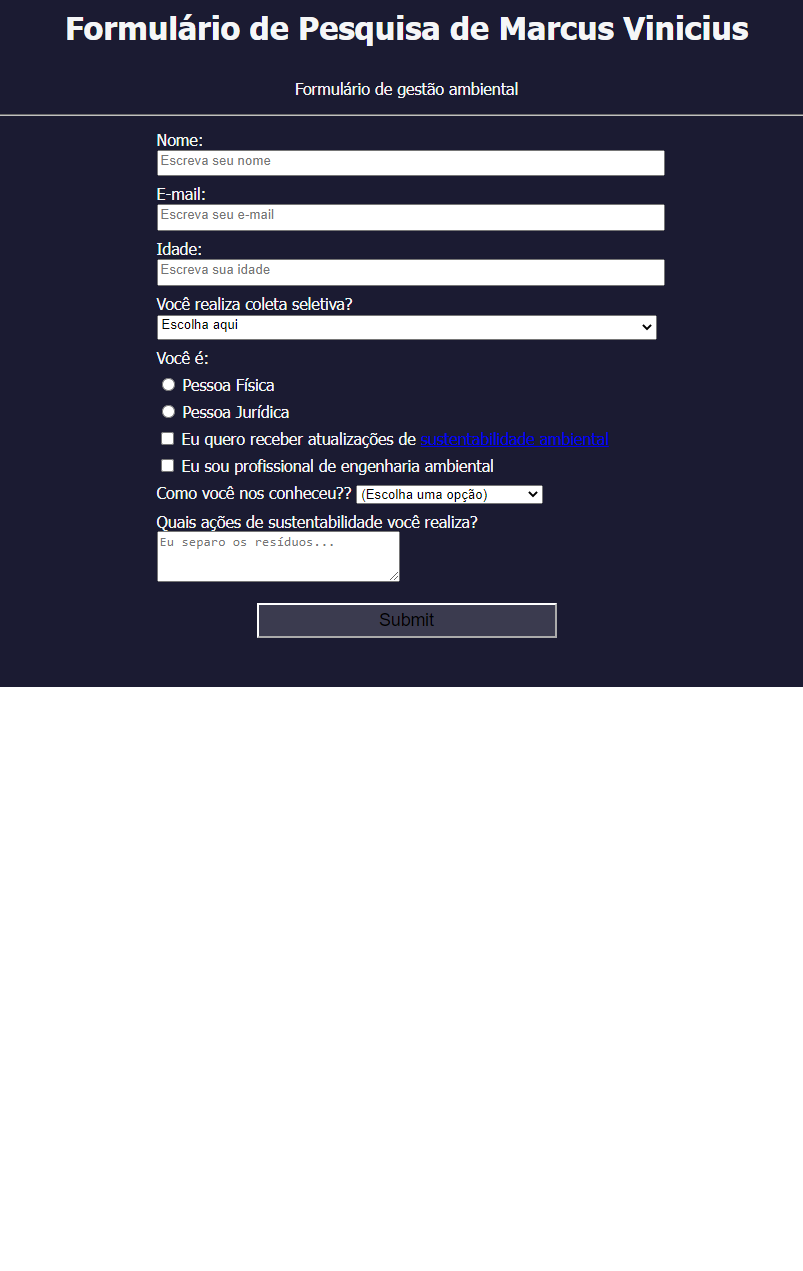 Formulário de Pesquisa de Marcus Vinicius
Formulário de gestão ambiental
Nome:
Escreva seu nome
E-mail:
Escreva seu e-mail
Idade:
Escreva sua idade
Você realiza coleta seletiva?
Escolha aqui
Você é:
Pessoa Física
Pessoa Jurídica
Eu quero receber atualizações de sustentabilidade ambiental
Eu sou profissional de engenharia ambiental
Como você nos conheceu?? (Escolha uma opção)
Quais ações de sustentabilidade você realiza?
Eu separo os resíduos...
Submit